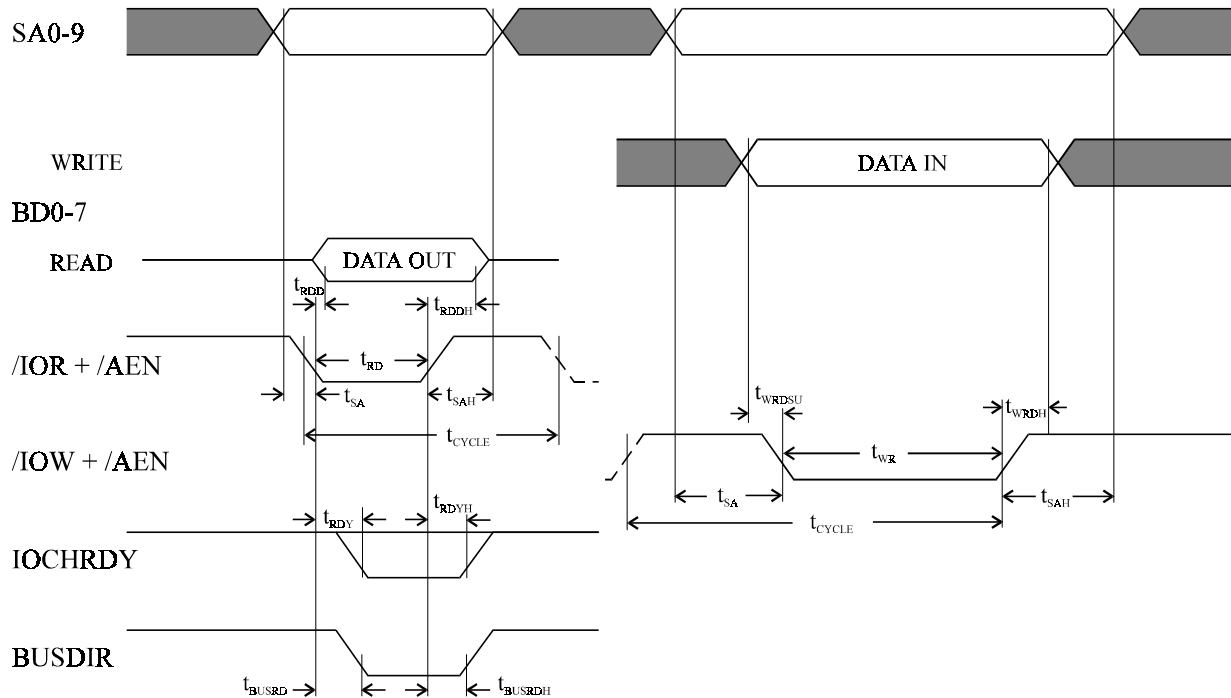 SA0-9
WRITE
DATA IN
BD0-7
READ
DATA OUT
tRDD
tRDDH
/IOR + /AEN
tRD
tSA
tSAH
tWRDSU
tWRDH
tCYCLE
/IOW + /AEN
tWR
tSA
tSAH
tRDY
tRDYH
tCYCLE
IOCHRDY
BUSDIR
tBUSRD
tBUSRDH